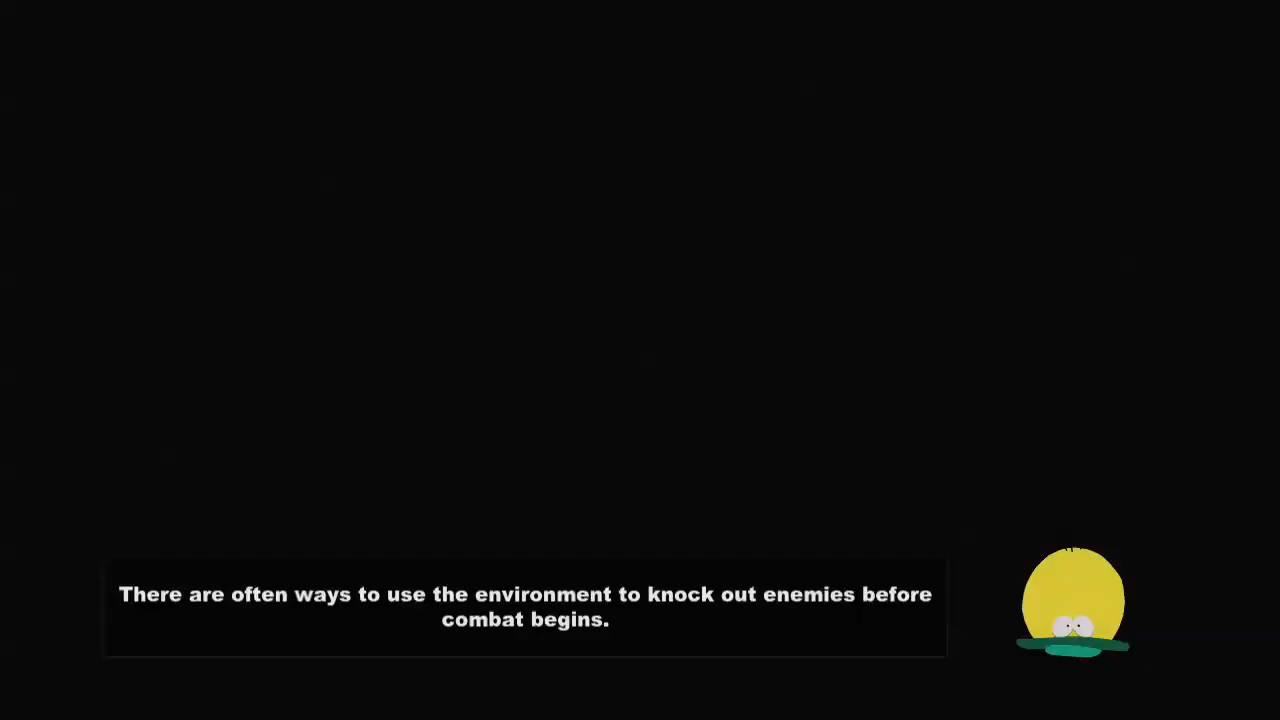 There are often ways to use the environment to knock out enemies before
combat begins.